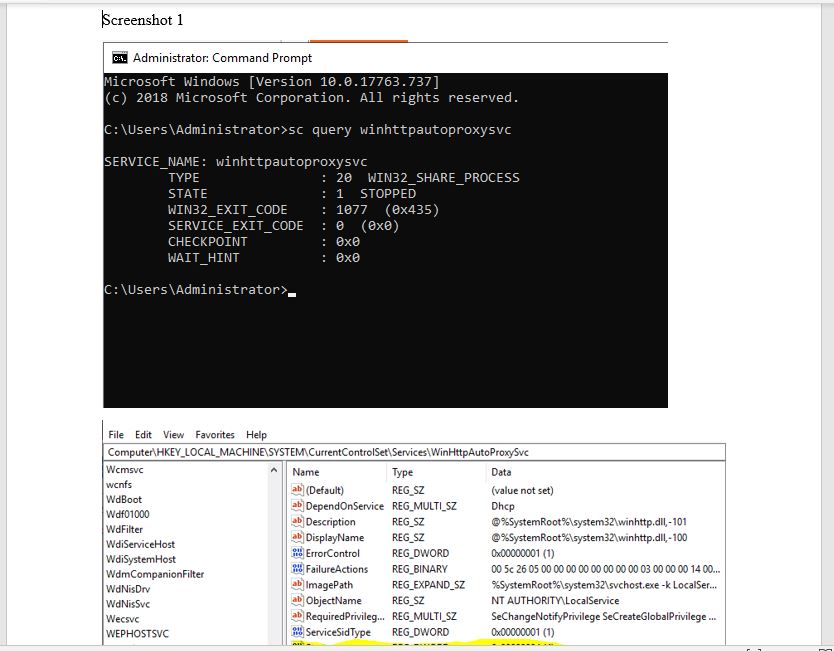 Screenshot 1
Administrator: Command Prompt
Microsoft Windows [Version 10.0.17763.737]
(c) 2018 Microsoft Corporation. All rights reserved.
C:\Users\Administrator>sc query winhttpautoproxysvc
SERVICE_NAME: winhttpautoproxysvc
TYPE : 20 WIN32_SHARE_PROCESS
STATE : 1 STOPPED
WIN32_EXIT_CODE : 1077 (0x435)
SERVICE_EXIT_CODE : 0 (0x0)
CHECKPOINT : 0x0
WAIT_HINT : 0x0
C:\Users\Administrator>
File Edit View Favorites Help
Computer\HKEY_LOCAL_MACHINE\SYSTEM\CurrentControlSet\Services\WinHttpAutoProxySvc
Wcmsvc
wcnfs
WdBoot
Wdf01000
WdFilter
WdiServiceHost
WdiSystemHost
WdmCompanionFilter
WdNisDrv
WdNisSvc
Wecsvc
WEPHOSTSVC
Name Type Data
(Default) REG_SZ (value not set)
DependOnService REG_MULTI_SZ Dhcp
Description REG_SZ @%SystemRoot%\system32\winhttp.dll,-101
DisplayName REG_SZ @%SystemRoot%\system32\winhttp.dll,-100
ErrorControl REG_DWORD 0x00000001 (1)
FailureActions REG_BINARY 00 5c 26 05 00 00 00 00 00 00 00 00 03 00 00 00 14 00...
ImagePath REG_EXPAND_SZ %SystemRoot%\system32\svchost.exe -k LocalSer...
ObjectName REG_SZ NT AUTHORITY\LocalService
RequiredPrivileg... REG_MULTI_SZ SeChangeNotifyPrivilege SeCreateGlobalPrivilege ...
ServiceSidType REG_DWORD 0x00000001 (1)